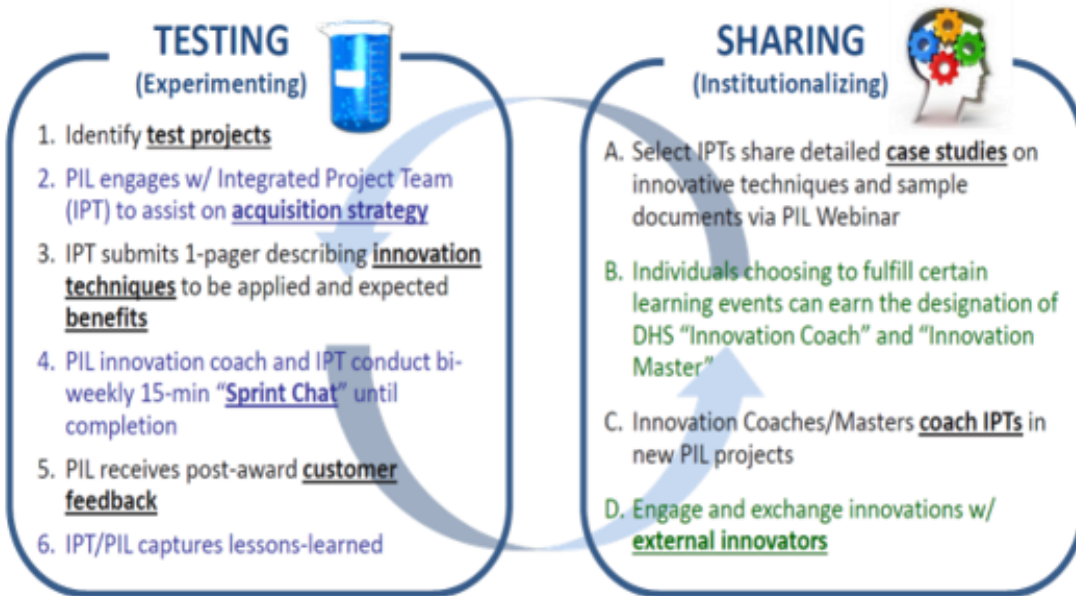 TESTING
(Experimenting)
1. Identify test projects
2. PIL engages w/ Integrated Project Team
(IPT) to assist on acquisition strategy
3. IPT submits 1-pager describing innovation
techniques to be applied and expected
benefits
4. PIL innovation coach and IPT conduct bi-
weekly 15-min “Sprint Chat” until
completion
5. PIL receives post-award customer
feedback
6. IPT/PIL captures lessons-learned
SHARING
(Institutionalizing)
A. Select IPTs share detailed case studies on
innovative techniques and sample
documents via PIL Webinar
B. Individuals choosing to fulfill certain
learning events can earn the designation of
DHS “Innovation Coach” and “Innovation
Master”
C. Innovation Coaches/Masters coach IPTs in
new PIL projects
D. Engage and exchange innovations w/
external innovators